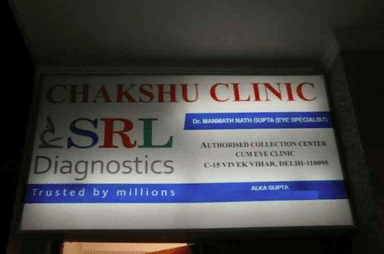 CHAKSHU CLINIC
SRL
Diagnostics
Trusted by millions
Dr. MANMATH NATH GUPTA (EYE SPECIALIST)
AUTHORISED COLLECTION CENTER
CUM EYE CLINIC
C-15 VIVEK VIHAR, DELHI-110095
ALKA GUPTA